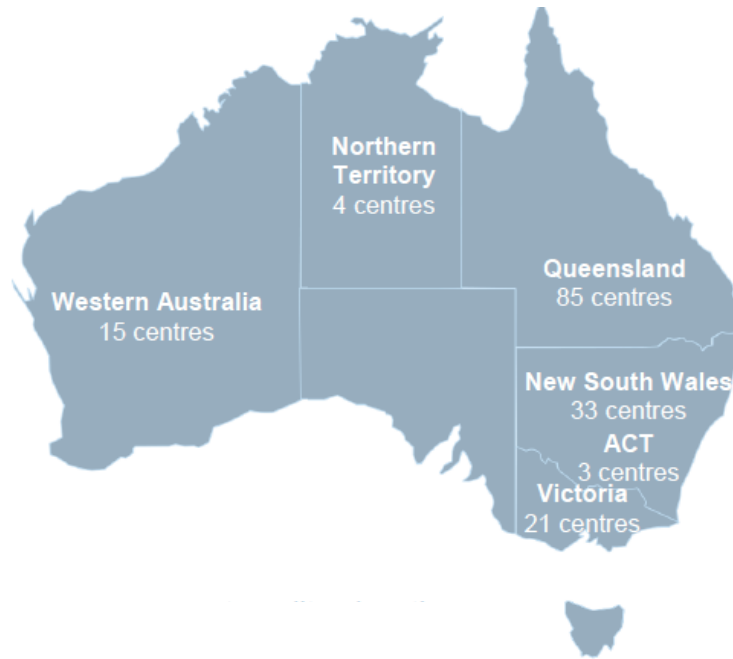 Northern
Territory
4 centres
Queensland
85 centres
Western Australia
15 centres
New South Wales
33 centres
ACT
3 centres
Victoria
21 centres